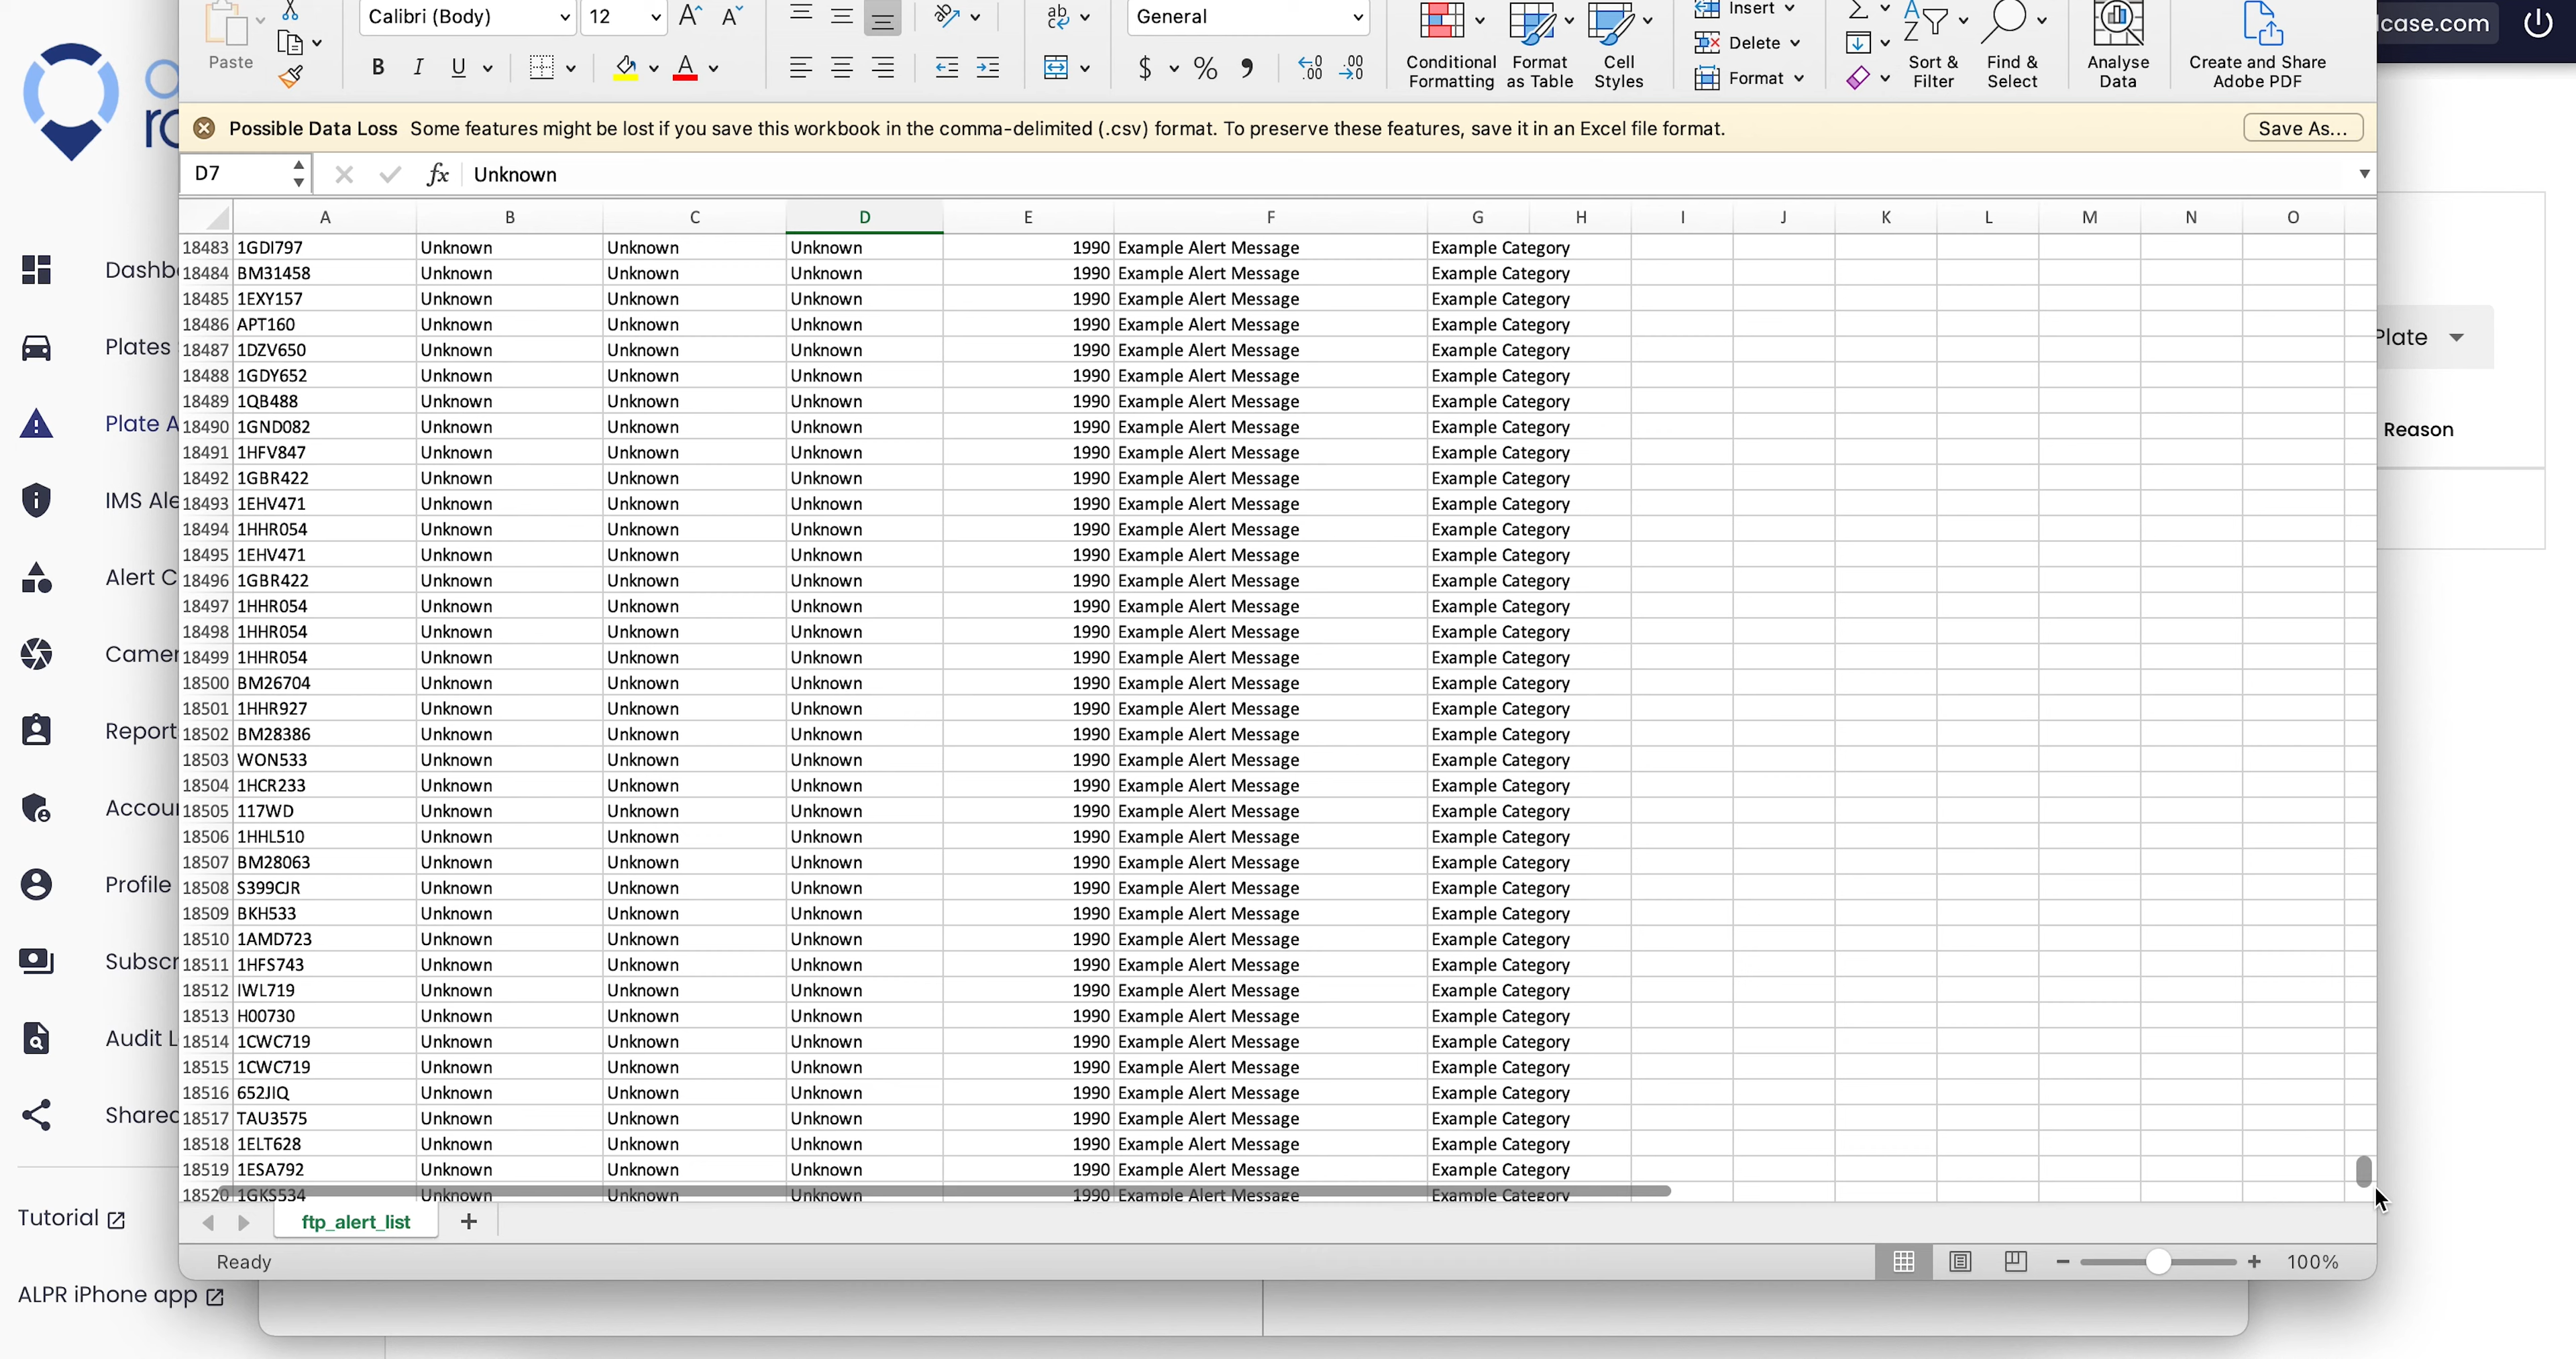 lcase.com
Calibri (Body) 12 General Insert
Paste B I U $ % Conditional Formatting Format as Table Cell Styles Delete Format Sort & Filter Find & Select Analyse Data Create and Share Adobe PDF
Possible Data Loss Some features might be lost if you save this workbook in the comma-delimited (.csv) format. To preserve these features, save it in an Excel file format. Save As...
D7 fx Unknown
A B C D E F G H I J K L M N O
18483 1GDI797 Unknown Unknown Unknown 1990 Example Alert Message Example Category
18484 BM31458 Unknown Unknown Unknown 1990 Example Alert Message Example Category
18485 1EXY157 Unknown Unknown Unknown 1990 Example Alert Message Example Category
18486 APT160 Unknown Unknown Unknown 1990 Example Alert Message Example Category
18487 1DZV650 Unknown Unknown Unknown 1990 Example Alert Message Example Category
18488 1GDY652 Unknown Unknown Unknown 1990 Example Alert Message Example Category
18489 1QB488 Unknown Unknown Unknown 1990 Example Alert Message Example Category
18490 1GND082 Unknown Unknown Unknown 1990 Example Alert Message Example Category
18491 1HFV847 Unknown Unknown Unknown 1990 Example Alert Message Example Category
18492 1GBR422 Unknown Unknown Unknown 1990 Example Alert Message Example Category
18493 1EHV471 Unknown Unknown Unknown 1990 Example Alert Message Example Category
18494 1HHR054 Unknown Unknown Unknown 1990 Example Alert Message Example Category
18495 1EHV471 Unknown Unknown Unknown 1990 Example Alert Message Example Category
18496 1GBR422 Unknown Unknown Unknown 1990 Example Alert Message Example Category
18497 1HHR054 Unknown Unknown Unknown 1990 Example Alert Message Example Category
18498 1HHR054 Unknown Unknown Unknown 1990 Example Alert Message Example Category
18499 1HHR054 Unknown Unknown Unknown 1990 Example Alert Message Example Category
18500 BM26704 Unknown Unknown Unknown 1990 Example Alert Message Example Category
18501 1HHR927 Unknown Unknown Unknown 1990 Example Alert Message Example Category
18502 BM28386 Unknown Unknown Unknown 1990 Example Alert Message Example Category
18503 WON533 Unknown Unknown Unknown 1990 Example Alert Message Example Category
18504 1HCR233 Unknown Unknown Unknown 1990 Example Alert Message Example Category
18505 117WD Unknown Unknown Unknown 1990 Example Alert Message Example Category
18506 1HHL510 Unknown Unknown Unknown 1990 Example Alert Message Example Category
18507 BM28063 Unknown Unknown Unknown 1990 Example Alert Message Example Category
18508 S399CJR Unknown Unknown Unknown 1990 Example Alert Message Example Category
18509 BKH533 Unknown Unknown Unknown 1990 Example Alert Message Example Category
18510 1AMD723 Unknown Unknown Unknown 1990 Example Alert Message Example Category
18511 1HFS743 Unknown Unknown Unknown 1990 Example Alert Message Example Category
18512 IWL719 Unknown Unknown Unknown 1990 Example Alert Message Example Category
18513 H00730 Unknown Unknown Unknown 1990 Example Alert Message Example Category
18514 1CWC719 Unknown Unknown Unknown 1990 Example Alert Message Example Category
18515 1CWC719 Unknown Unknown Unknown 1990 Example Alert Message Example Category
18516 652JIQ Unknown Unknown Unknown 1990 Example Alert Message Example Category
18517 TAU3575 Unknown Unknown Unknown 1990 Example Alert Message Example Category
18518 1ELT628 Unknown Unknown Unknown 1990 Example Alert Message Example Category
18519 1ESA792 Unknown Unknown Unknown 1990 Example Alert Message Example Category
18520 1GKS534 Unknown Unknown Unknown 1990 Example Alert Message Example Category
ftp_alert_list +
Ready 100%
Dashb
Plates
Plate A
IMS Ale
Alert C
Camer
Report
Accour
Profile
Subscr
Audit L
Shared
Tutorial
ALPR iPhone app
Plate
Reason